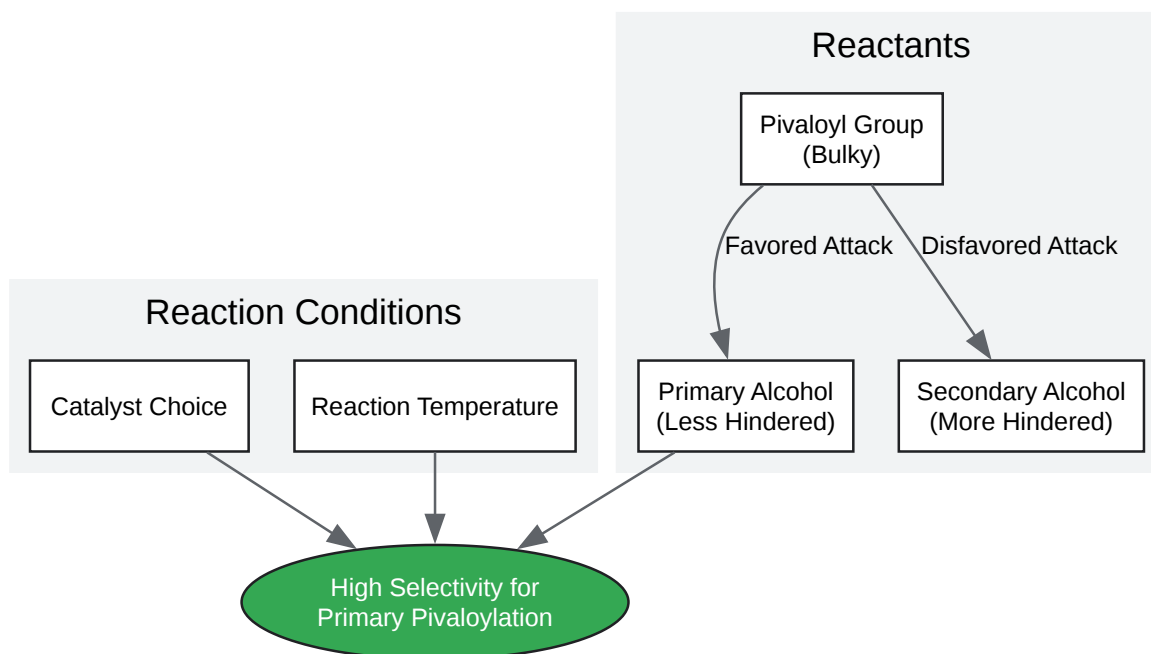 Reactants
Pivaloyl Group
(Bulky)
Favored Attack
Disfavored Attack
Reaction Conditions
Catalyst Choice
Reaction Temperature
Primary Alcohol
(Less Hindered)
Secondary Alcohol
(More Hindered)
High Selectivity for
Primary Pivaloylation